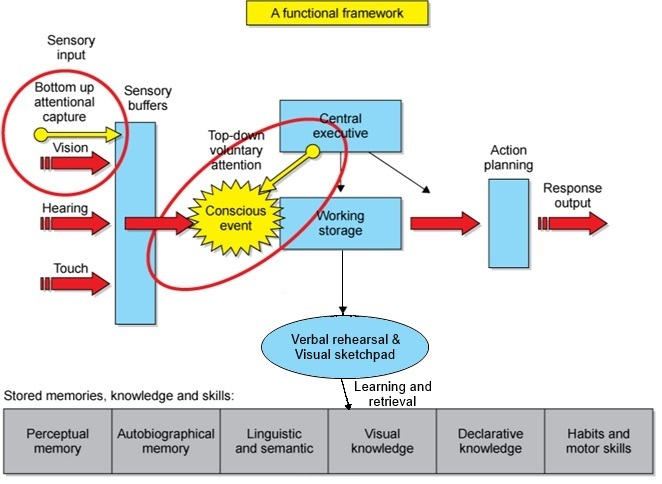 A functional framework
Sensory
input
Bottom up
attentional
capture
Vision
Hearing
Touch
Sensory
buffers
Top-down
voluntary
attention
Conscious
event
Central
executive
Working
storage
Action
planning
Response
output
Verbal rehearsal &
Visual sketchpad
Learning and
retrieval
Stored memories, knowledge and skills:
Perceptual
memory
Autobiographical
memory
Linguistic
and semantic
Visual
knowledge
Declarative
knowledge
Habits and
motor skills